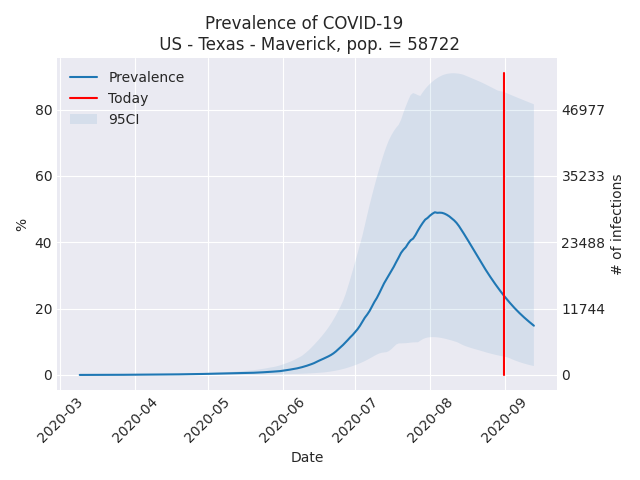 Prevalence of COVID-19
US - Texas - Maverick, pop. = 58722
Prevalence
Today
95CI
80
60
40
20
0
%
46977
35233
23488
11744
0
# of infections
2020-03
2020-04
2020-05
2020-06
2020-07
2020-08
2020-09
Date